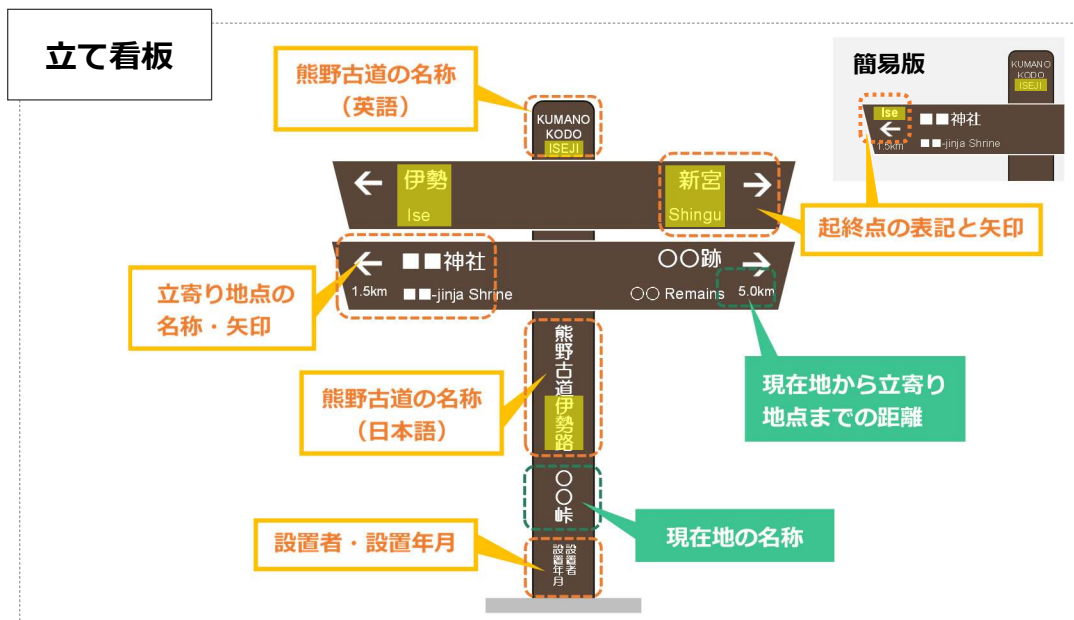 立て看板
熊野古道の名称
（英語）
KUMANO
KODO
ISEJI
簡易版
KUMANO
KODO
ISEJI
Ise
←
■■神社
1.5km
■■-jinja Shrine
← 伊勢
Ise
新宮 →
Shingu
起終点の表記と矢印
← ■■神社
1.5km ■■-jinja Shrine
〇〇跡 →
〇〇 Remains 5.0km
立寄り地点の
名称・矢印
熊野古道伊勢路
熊野古道の名称
（日本語）
現在地から立寄り
地点までの距離
〇〇峠
現在地の名称
設置者・設置年月
設置者
設置年月